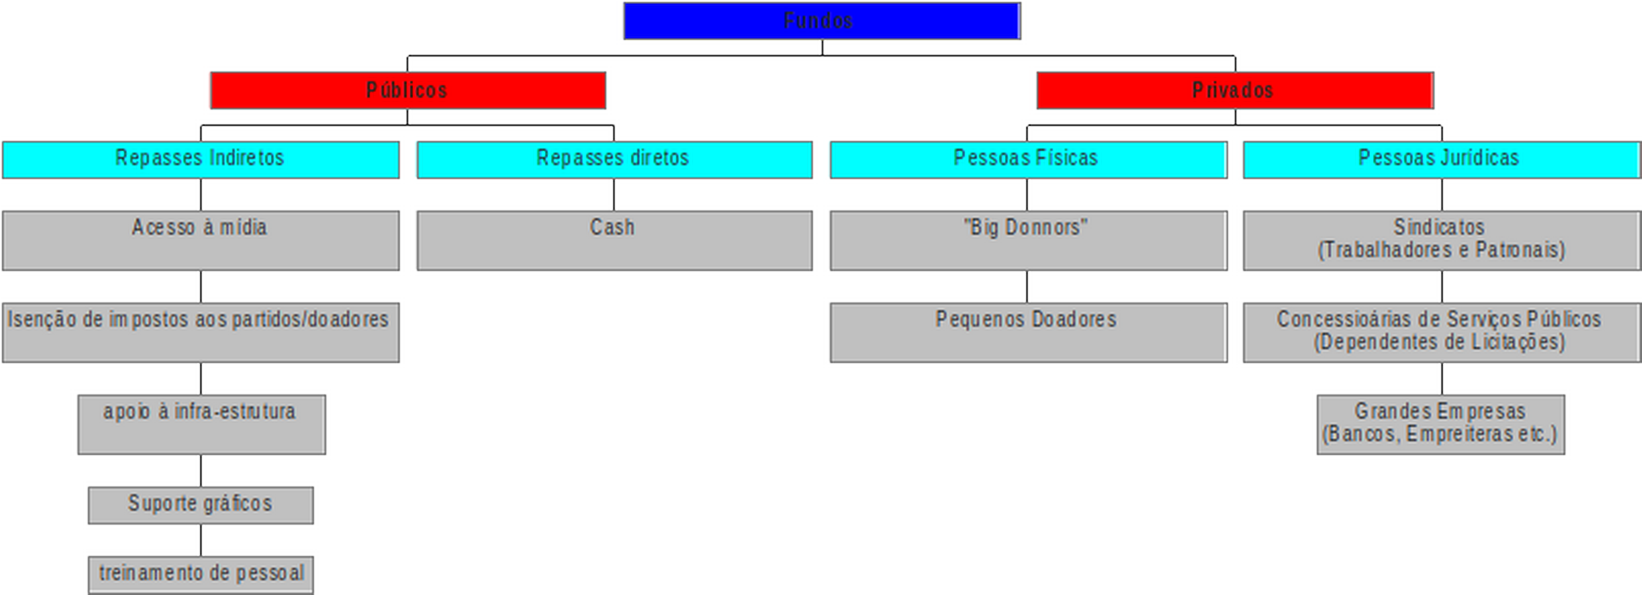 Fundos
Públicos
Privados
Repasses Indiretos
Repasses diretos
Pessoas Físicas
Pessoas Jurídicas
Acesso à mídia
Cash
"Big Donnors"
Sindicatos
(Trabalhadores e Patronais)
Isenção de impostos aos partidos/doadores
Pequenos Doadores
Concessioárias de Serviços Públicos
(Dependentes de Licitações)
apoio à infra-estrutura
Grandes Empresas
(Bancos, Empreiteras etc.)
Suporte gráficos
treinamento de pessoal